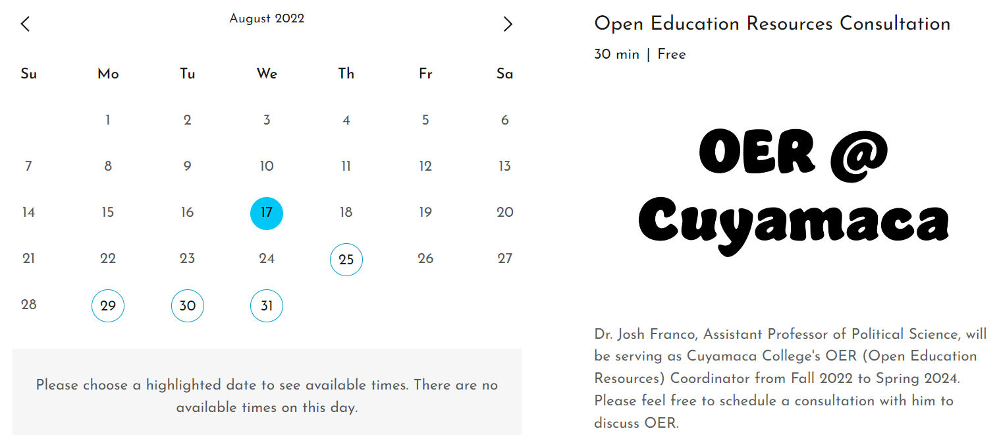 August 2022
Su Mo Tu We Th Fr Sa
1 2 3 4 5 6
7 8 9 10 11 12 13
14 15 16 17 18 19 20
21 22 23 24 25 26 27
28 29 30 31
Please choose a highlighted date to see available times. There are no
available times on this day.
Open Education Resources Consultation
30 min | Free
OER @
Cuyamaca
Dr. Josh Franco, Assistant Professor of Political Science, will
be serving as Cuyamaca College's OER (Open Education
Resources) Coordinator from Fall 2022 to Spring 2024.
Please feel free to schedule a consultation with him to
discuss OER.